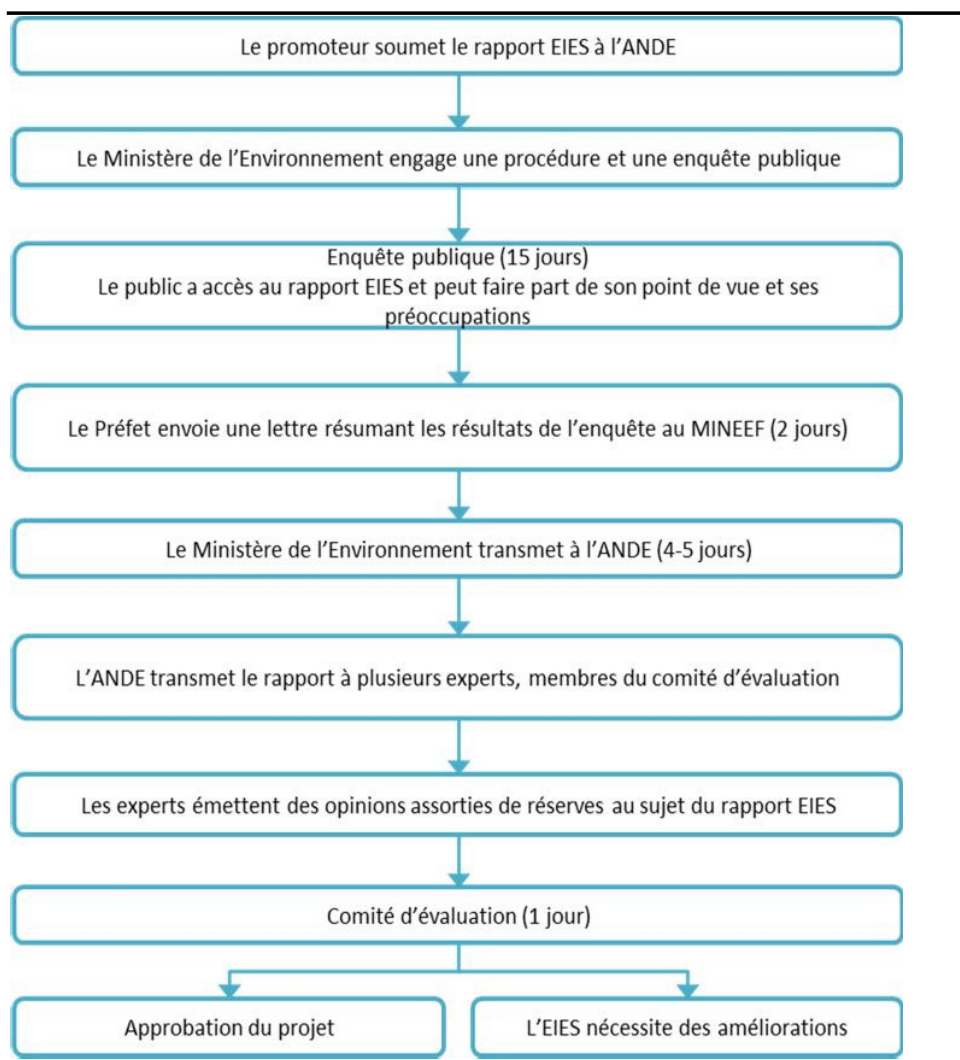 Le promoteur soumet le rapport EIES à l'ANDE
Le Ministère de l'Environnement engage une procédure et une enquête publique
Enquête publique (15 jours)
Le public a accès au rapport EIES et peut faire part de son point de vue et ses
préoccupations
Le Préfet envoie une lettre résumant les résultats de l'enquête au MINEEF (2 jours)
Le Ministère de l'Environnement transmet à l'ANDE (4-5 jours)
L'ANDE transmet le rapport à plusieurs experts, membres du comité d'évaluation
Les experts émettent des opinions assorties de réserves au sujet du rapport EIES
Comité d'évaluation (1 jour)
Approbation du projet
L'EIES nécessite des améliorations